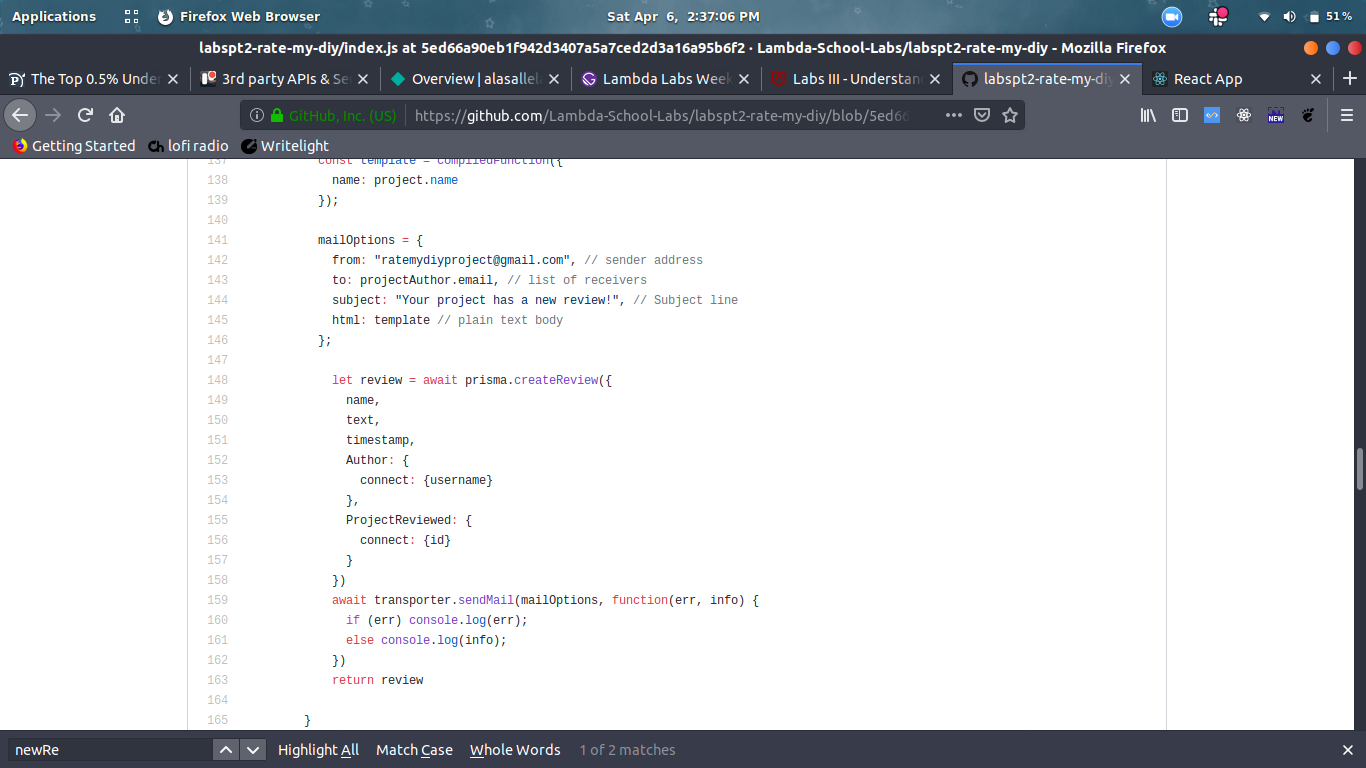 Applications
Firefox Web Browser
Sat Apr 6, 2:37:06 PM
51 %
labspt2-rate-my-diy/index.js at 5ed66a90eb1f942d3407a5a7ced2d3a16a95b6f2 · Lambda-School-Labs/labspt2-rate-my-diy - Mozilla Firefox
The Top 0.5% Unde
3rd party APIs & Se
Overview | alasallel
Lambda Labs Week
Labs III - Understan
labspt2-rate-my-diy
React App
GitHub, Inc. (US)
https://github.com/Lambda-School-Labs/labspt2-rate-my-diy/blob/5ed66
NEW
Getting Started
lofi radio
Writelight
137 const template = compiledFunction({
138 name: project.name
139 });
140
141 mailOptions = {
142 from: "ratemydiyproject@gmail.com", // sender address
143 to: projectAuthor.email, // list of receivers
144 subject: "Your project has a new review!", // Subject line
145 html: template // plain text body
146 };
147
148 let review = await prisma.createReview({
149 name,
150 text,
151 timestamp,
152 Author: {
153 connect: {username}
154 },
155 ProjectReviewed: {
156 connect: {id}
157 }
158 })
159 await transporter.sendMail(mailOptions, function(err, info) {
160 if (err) console.log(err);
161 else console.log(info);
162 })
163 return review
164
165 }
newRe
Highlight All
Match Case
Whole Words
1 of 2 matches